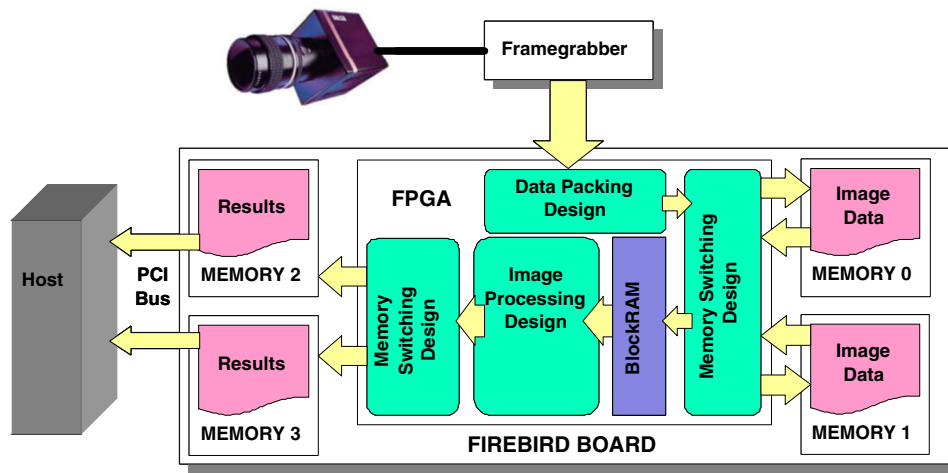 Framegrabber
Data Packing
Design
FPGA
Results
MEMORY 2
Image
Data
MEMORY 0
Host
PCI
Bus
Memory
Switching
Design
Image
Processing
Design
BlockRAM
Memory Switching
Design
Results
MEMORY 3
Image
Data
MEMORY 1
FIREBIRD BOARD